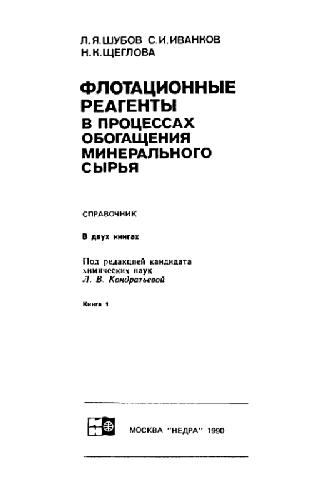 Л.Я.ШУБОВ С.И.ИВАНКОВ
Н.К.ЩЕГЛОВА
ФЛОТАЦИОННЫЕ
РЕАГЕНТЫ
В ПРОЦЕССАХ
ОБОГАЩЕНИЯ
МИНЕРАЛЬНОГО
СЫРЬЯ
СПРАВОЧНИК
В двух книгах
Под редакцией кандидата
химических наук
Л. В. Кондратьевой
Книга 1
МОСКВА "НЕДРА" 1990